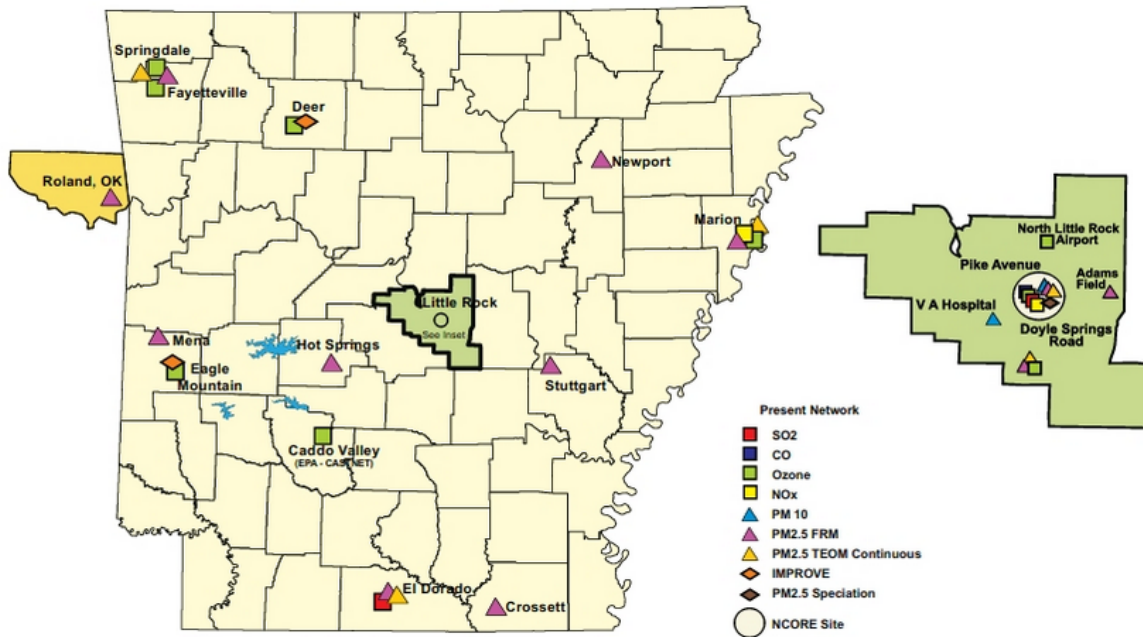 Springdale
Fayetteville
Deer
Roland, OK
Newport
Marion
Little Rock
See Inset
Mena
Hot Springs
Eagle
Mountain
Stuttgart
Caddo Valley
(EPA - CASTNET)
El Dorado
Crossett
North Little Rock
Airport
Pike Avenue
Adams
Field
V A Hospital
Doyle Springs
Road
Present Network
SO2
CO
Ozone
NOx
PM 10
PM2.5 FRM
PM2.5 TEOM Continuous
IMPROVE
PM2.5 Speciation
NCORE Site